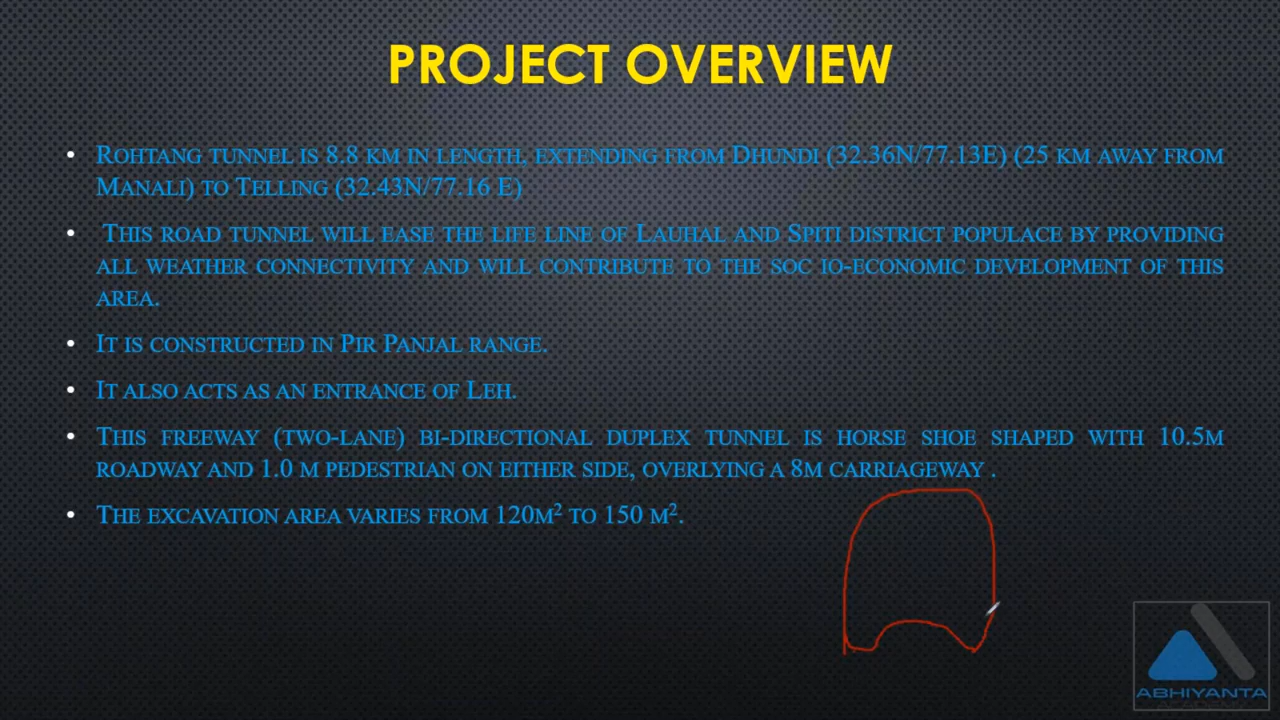 PROJECT OVERVIEW
• ROHTANG TUNNEL IS 8.8 KM IN LENGTH, EXTENDING FROM DHUNDI (32.36N/77.13E) (25 KM AWAY FROM
MANALI) TO TELLING (32.43N/77.16 E)
• THIS ROAD TUNNEL WILL EASE THE LIFE LINE OF LAUHAL AND SPITI DISTRICT POPULACE BY PROVIDING
ALL WEATHER CONNECTIVITY AND WILL CONTRIBUTE TO THE SOC IO-ECONOMIC DEVELOPMENT OF THIS
AREA.
• IT IS CONSTRUCTED IN PIR PANJAL RANGE.
• IT ALSO ACTS AS AN ENTRANCE OF LEH.
• THIS FREEWAY (TWO-LANE) BI-DIRECTIONAL DUPLEX TUNNEL IS HORSE SHOE SHAPED WITH 10.5M
ROADWAY AND 1.0 M PEDESTRIAN ON EITHER SIDE, OVERLYING A 8M CARRIAGEWAY .
• THE EXCAVATION AREA VARIES FROM 120M² TO 150 M².
ABHIYANTA
ACADEMY